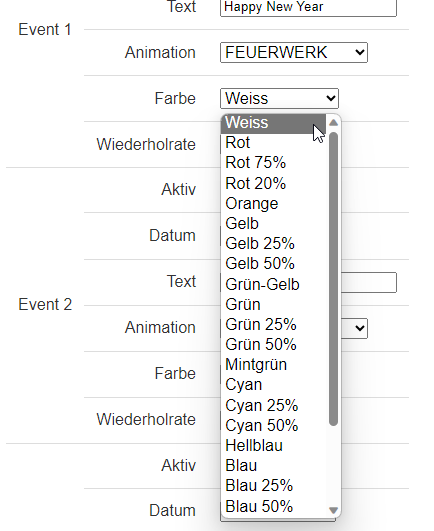 Text Happy New Year
Event 1
Animation FEUERWERK
Farbe Weiss
Weiss
Rot
Wiederholrate
Rot 75%
Rot 20%
Aktiv
Orange
Gelb
Datum
Gelb 25%
Gelb 50%
Text
Grün-Gelb
Event 2
Grün
Animation
Grün 25%
Grün 50%
Mintgrün
Farbe
Cyan
Cyan 25%
Wiederholrate
Cyan 50%
Hellblau
Aktiv
Blau
Blau 25%
Datum
Blau 50%